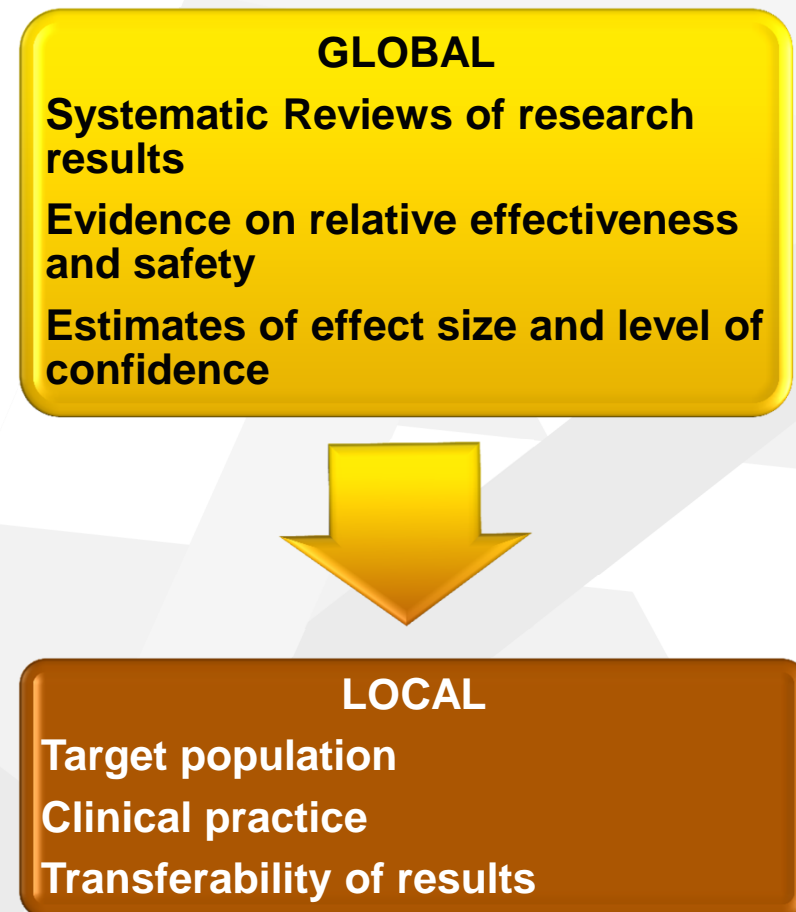 GLOBAL
Systematic Reviews of research
results
Evidence on relative effectiveness
and safety
Estimates of effect size and level of
confidence
LOCAL
Target population
Clinical practice
Transferability of results